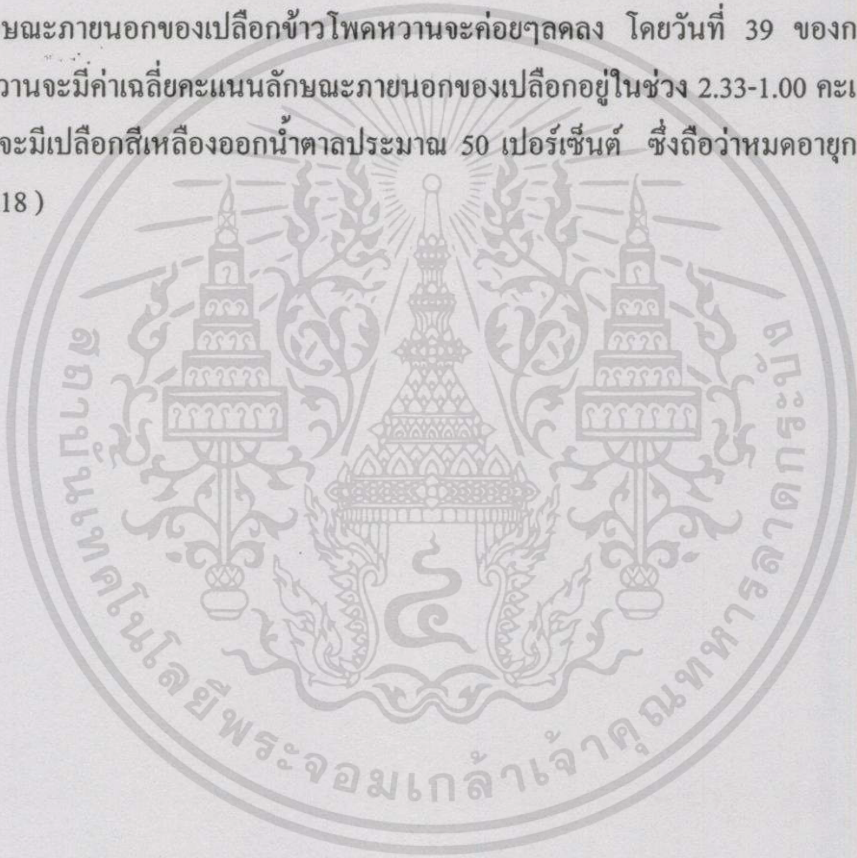 ษณะภายนอกของเปลือกข้าวโพดหวานจะค่อยๆลดลง โดยวันที่ 39 ของก
วานจะมีค่าเฉลี่ยคะแนนลักษณะภายนอกของเปลือกอยู่ในช่วง 2.33-1.00 คะเ
จะมีเปลือกสีเหลืองออกน้ำตาลประมาณ 50 เปอร์เซ็นต์ ซึ่งถือว่าหมดอายุก
18 )
สถาบันเทคโนโลยีพระจอมเกล้าเจ้าคุณทหารลาดกระบัง
๔